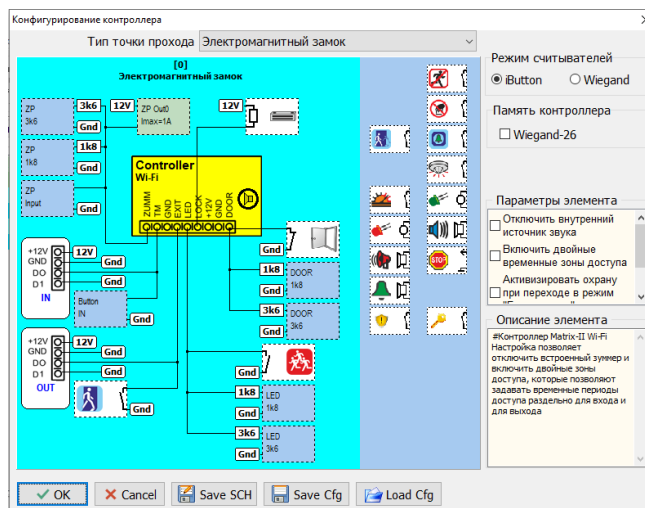 Конфигурирование контроллера
Тип точки прохода Электромагнитный замок
[0]
Электромагнитный замок
ZP
3k6
3k6
Gnd
12V
ZP Out0
Imax=1A
12V
ZP
1k8
1k8
Gnd
ZP
Input
Gnd
Controller
Wi-Fi
ZUMM
TM
GND
EXIT
LED
LOCK
+12V
GND
DOOR
+12V
GND
DO
D1
IN
12V
Gnd
Gnd
Button
IN
Gnd
Gnd
1k8
Gnd
DOOR
1k8
3k6
Gnd
DOOR
3k6
+12V
GND
DO
D1
OUT
12V
Gnd
Gnd
Gnd
Gnd
1k8
Gnd
LED
1k8
3k6
Gnd
LED
3k6
STOP
Режим считывателей
iButton
Wiegand
Память контроллера
Wiegand-26
Параметры элемента
Отключить внутренний
источник звука
Включить двойные
временные зоны доступа
Активизировать охрану
при переходе в режим
Описание элемента
#Контроллер Matrix-II Wi-Fi
Настройка позволяет
отключить встроенный зуммер и
включить двойные зоны
доступа, которые позволяют
задавать временные периоды
доступа раздельно для входа и
для выхода
OK
Cancel
Save SCH
Save Cfg
Load Cfg